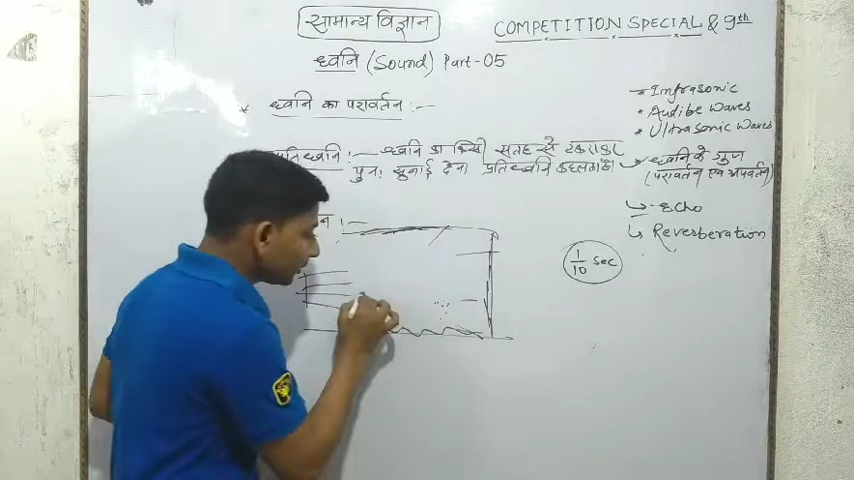 सामान्य विज्ञान
COMPETITION SPECIAL & 9th
ध्वनि (Sound) Part-05
* ध्वनि का परावर्तन :-
प्रतिध्वनि :- ध्वनि का किसी सतह से टकराकर
पुनः सुनाई देना प्रतिध्वनि कहलाता
* Infrasonic
* Audibe waves
* Ultrasonic Waves
* ध्वनि के गुण
(परावर्तन एवं अपवर्तन)
Echo
Reverberation
1/10 Sec